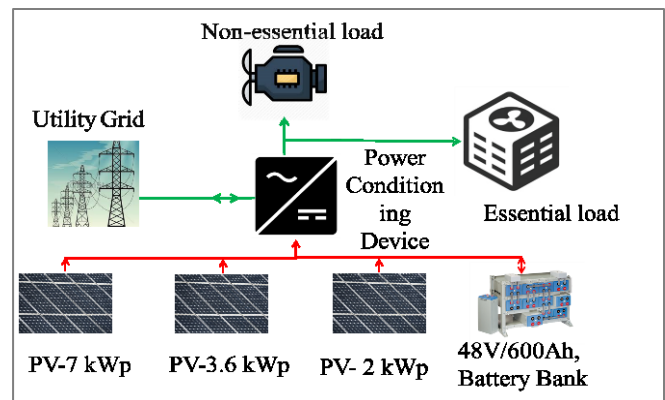 Non-essential load
Utility Grid
Power
Condition
ing
Device
Essential load
PV-7 kWp
PV-3.6 kWp
PV- 2 kWp
48V/600Ah,
Battery Bank